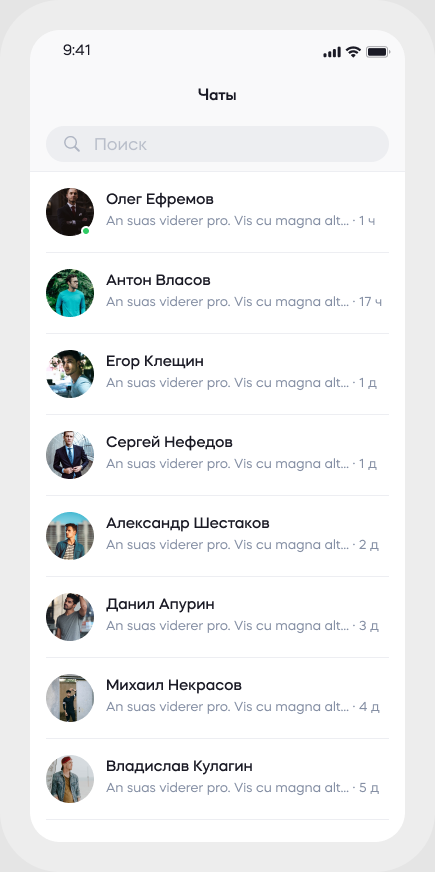 9:41
Чаты
Поиск
Олег Ефремов
An suas viderer pro. Vis cu magna alt... · 1 ч
Антон Власов
An suas viderer pro. Vis cu magna alt... · 17 ч
Егор Клещин
An suas viderer pro. Vis cu magna alt... · 1 д
Сергей Нефедов
An suas viderer pro. Vis cu magna alt... · 1 д
Александр Шестаков
An suas viderer pro. Vis cu magna alt... · 2 д
Данил Апурин
An suas viderer pro. Vis cu magna alt... · 3 д
Михаил Некрасов
An suas viderer pro. Vis cu magna alt... · 4 д
Владислав Кулагин
An suas viderer pro. Vis cu magna alt... · 5 д